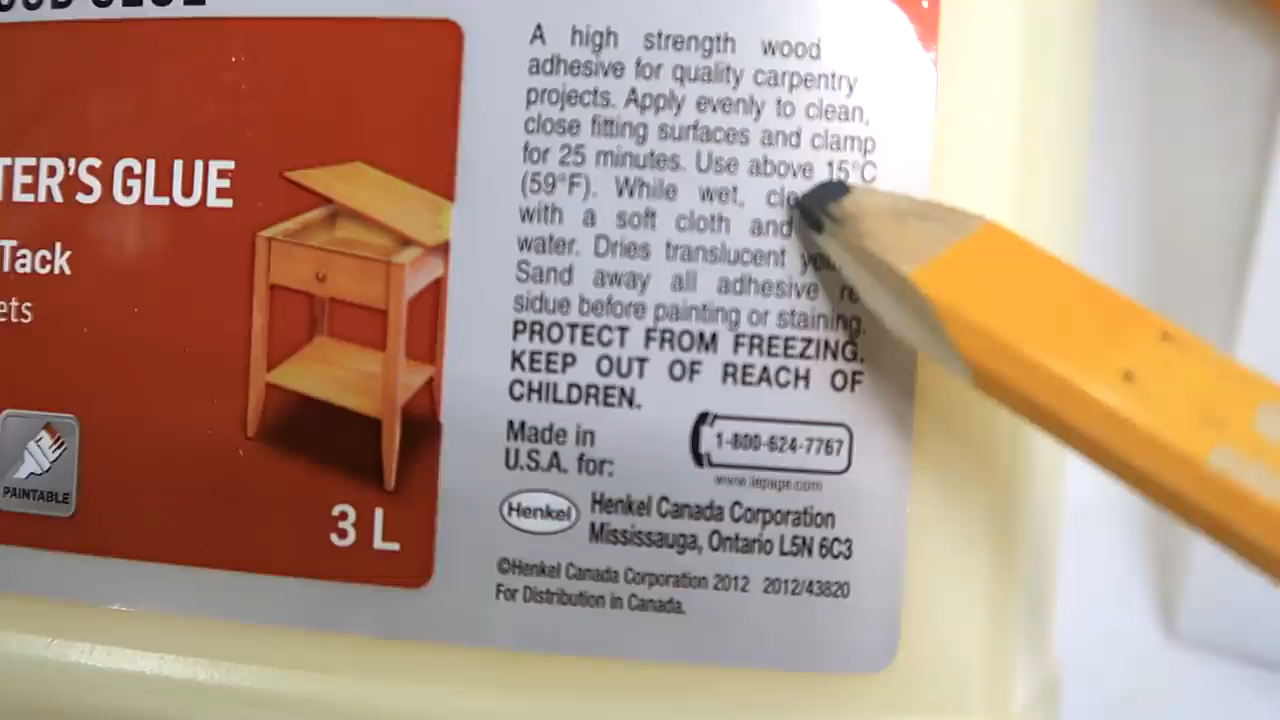 TER'S GLUE
Tack
ets
PAINTABLE
3 L
A high strength wood
adhesive for quality carpentry
projects. Apply evenly to clean,
close fitting surfaces and clamp
for 25 minutes. Use above 15°C
(59°F). While wet,
with a soft cloth and
water. Dries translucent
Sand away all adhesive re
sidue before painting or staining.
PROTECT FROM FREEZING.
KEEP OUT OF REACH OF
CHILDREN.
Made in
U.S.A. for:
1-800-624-7767
www.lepage.com
Henkel
Henkel Canada Corporation
Mississauga, Ontario L5N 6C3
©Henkel Canada Corporation 2012 2012/43820
For Distribution in Canada.